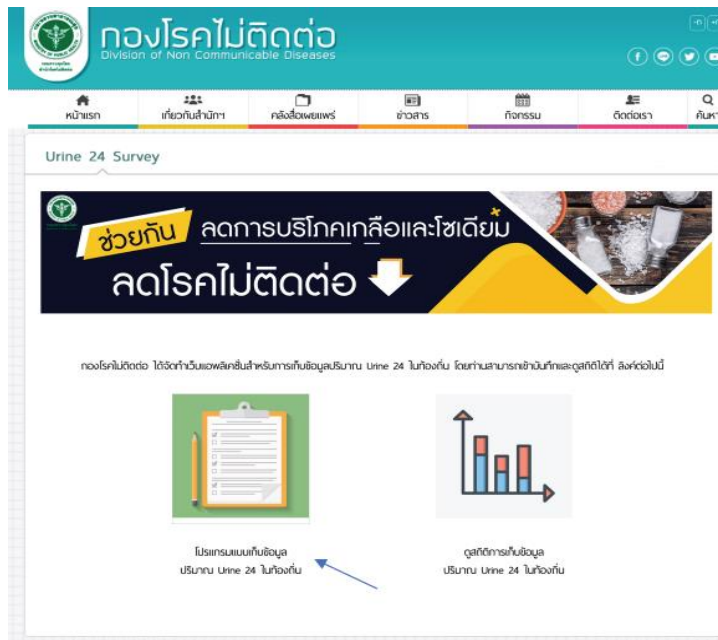 กองโรคไม่ติดต่อ
Division of Non Communicable Diseases
หน้าแรก
เกี่ยวกับสำนักฯ
คลังสื่อเผยแพร่
ข่าวสาร
กิจกรรม
ติดต่อเรา
ค้นหา
Urine 24 Survey
ช่วยกัน ลดการบริโภคเกลือและโซเดียม
ลดโรคไม่ติดต่อ
กองโรคไม่ติดต่อ ได้จัดทำเว็บแอพลิเคชั่นสำหรับการเก็บข้อมูลปริมาณ Urine 24 ในท้องถิ่น โดยท่านสามารถเข้าบันทึกและดูสถิติได้ที่ ลิงค์ต่อไปนี้
โปรแกรมแบบเก็บข้อมูล
ปริมาณ Urine 24 ในท้องถิ่น
ดูสถิติการเก็บข้อมูล
ปริมาณ Urine 24 ในท้องถิ่น